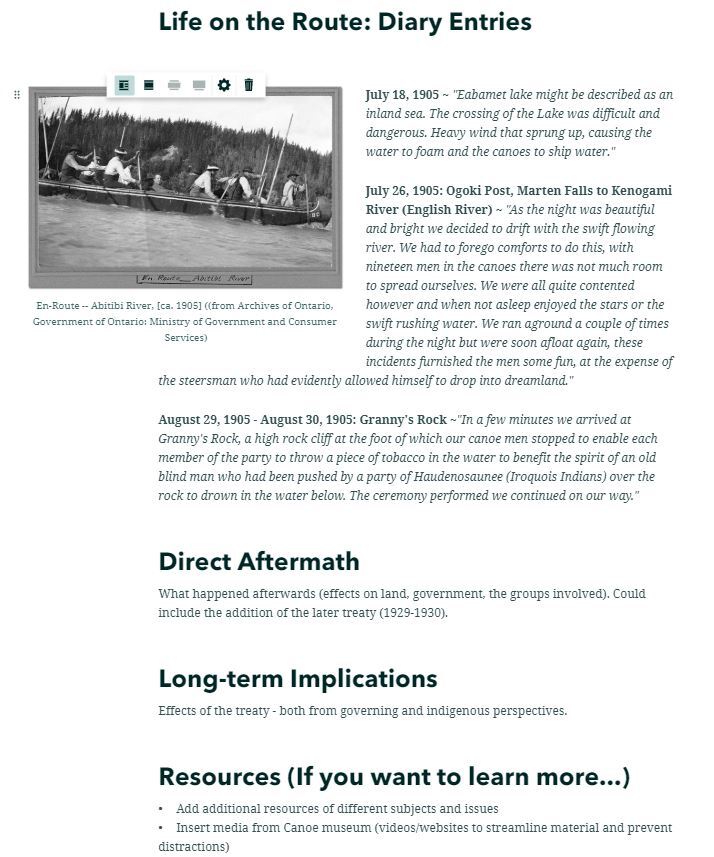 Life on the Route: Diary Entries
En Route Abitibi River
En-Route -- Abitibi River, [ca. 1905] ((from Archives of Ontario,
Government of Ontario: Ministry of Government and Consumer
Services)
July 18, 1905 ~ "Eabamet lake might be described as an
inland sea. The crossing of the Lake was difficult and
dangerous. Heavy wind that sprung up, causing the
water to foam and the canoes to ship water."
July 26, 1905: Ogoki Post, Marten Falls to Kenogami
River (English River) ~ "As the night was beautiful
and bright we decided to drift with the swift flowing
river. We had to forego comforts to do this, with
nineteen men in the canoes there was not much room
to spread ourselves. We were all quite contented
however and when not asleep enjoyed the stars or the
swift rushing water. We ran aground a couple of times
during the night but were soon afloat again, these
incidents furnished the men some fun, at the expense of
the steersman who had evidently allowed himself to drop into dreamland."
August 29, 1905 - August 30, 1905: Granny's Rock ~"In a few minutes we arrived at
Granny's Rock, a high rock cliff at the foot of which our canoe men stopped to enable each
member of the party to throw a piece of tobacco in the water to benefit the spirit of an old
blind man who had been pushed by a party of Haudenosaunee (Iroquois Indians) over the
rock to drown in the water below. The ceremony performed we continued on our way."
Direct Aftermath
What happened afterwards (effects on land, government, the groups involved). Could
include the addition of the later treaty (1929-1930).
Long-term Implications
Effects of the treaty - both from governing and indigenous perspectives.
Resources (If you want to learn more...)
• Add additional resources of different subjects and issues
• Insert media from Canoe museum (videos/websites to streamline material and prevent
distractions)